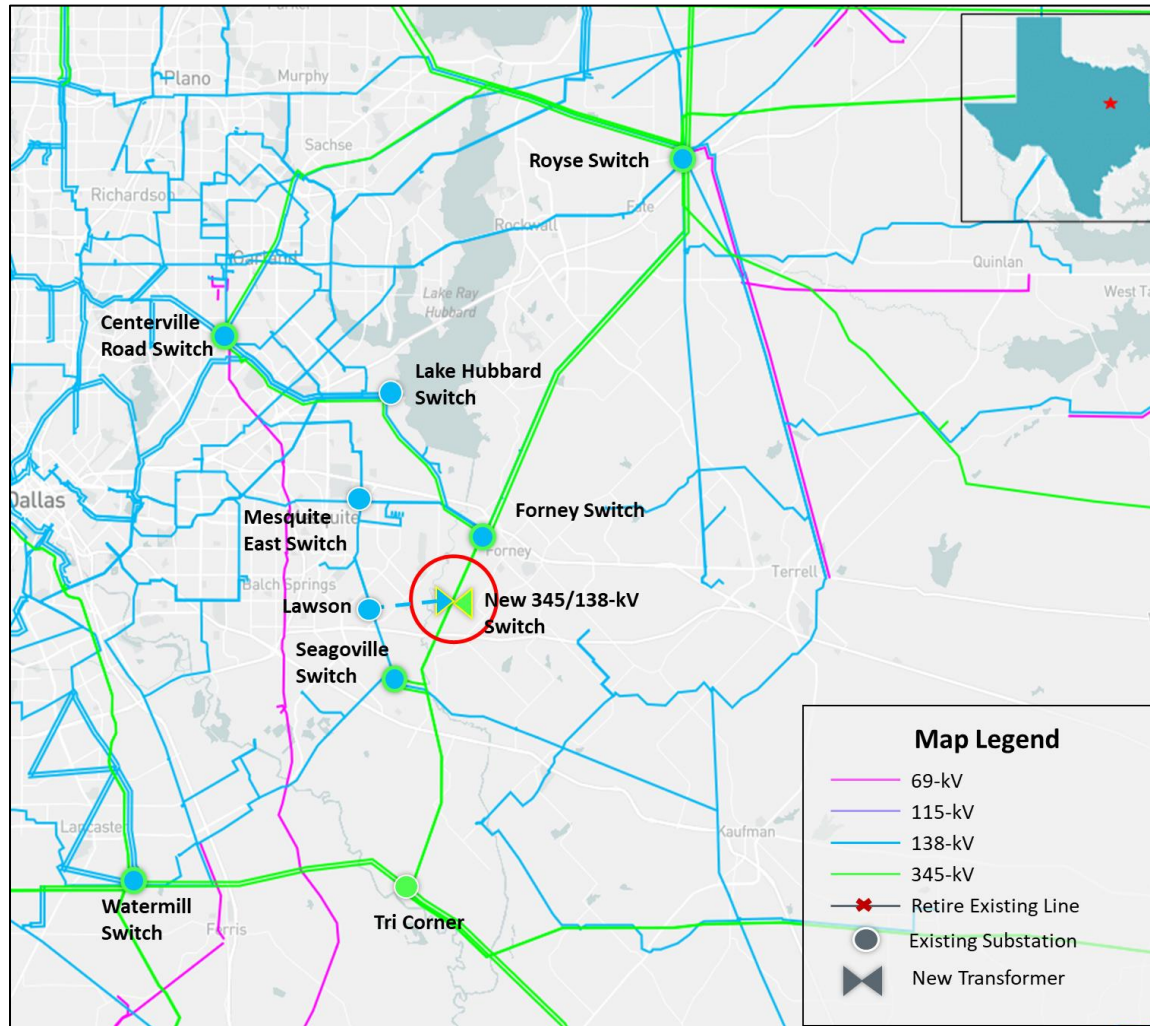 Parker
Plano
Murphy
Sachse
Royse Switch
Richardson
Rockwall
Fate
Garland
Quinlan
Lake Ray
Hubbard
Centerville
Road Switch
Lake Hubbard
Switch
Dallas
Mesquite
East Switch
Forney Switch
Forney
Balch Springs
Terrell
Lawson
New 345/138-kV
Switch
Seagoville
Switch
Map Legend
69-kV
115-kV
138-kV
345-kV
Retire Existing Line
Existing Substation
New Transformer
Lancaster
Kaufman
Watermill
Switch
Ferris
Tri Corner